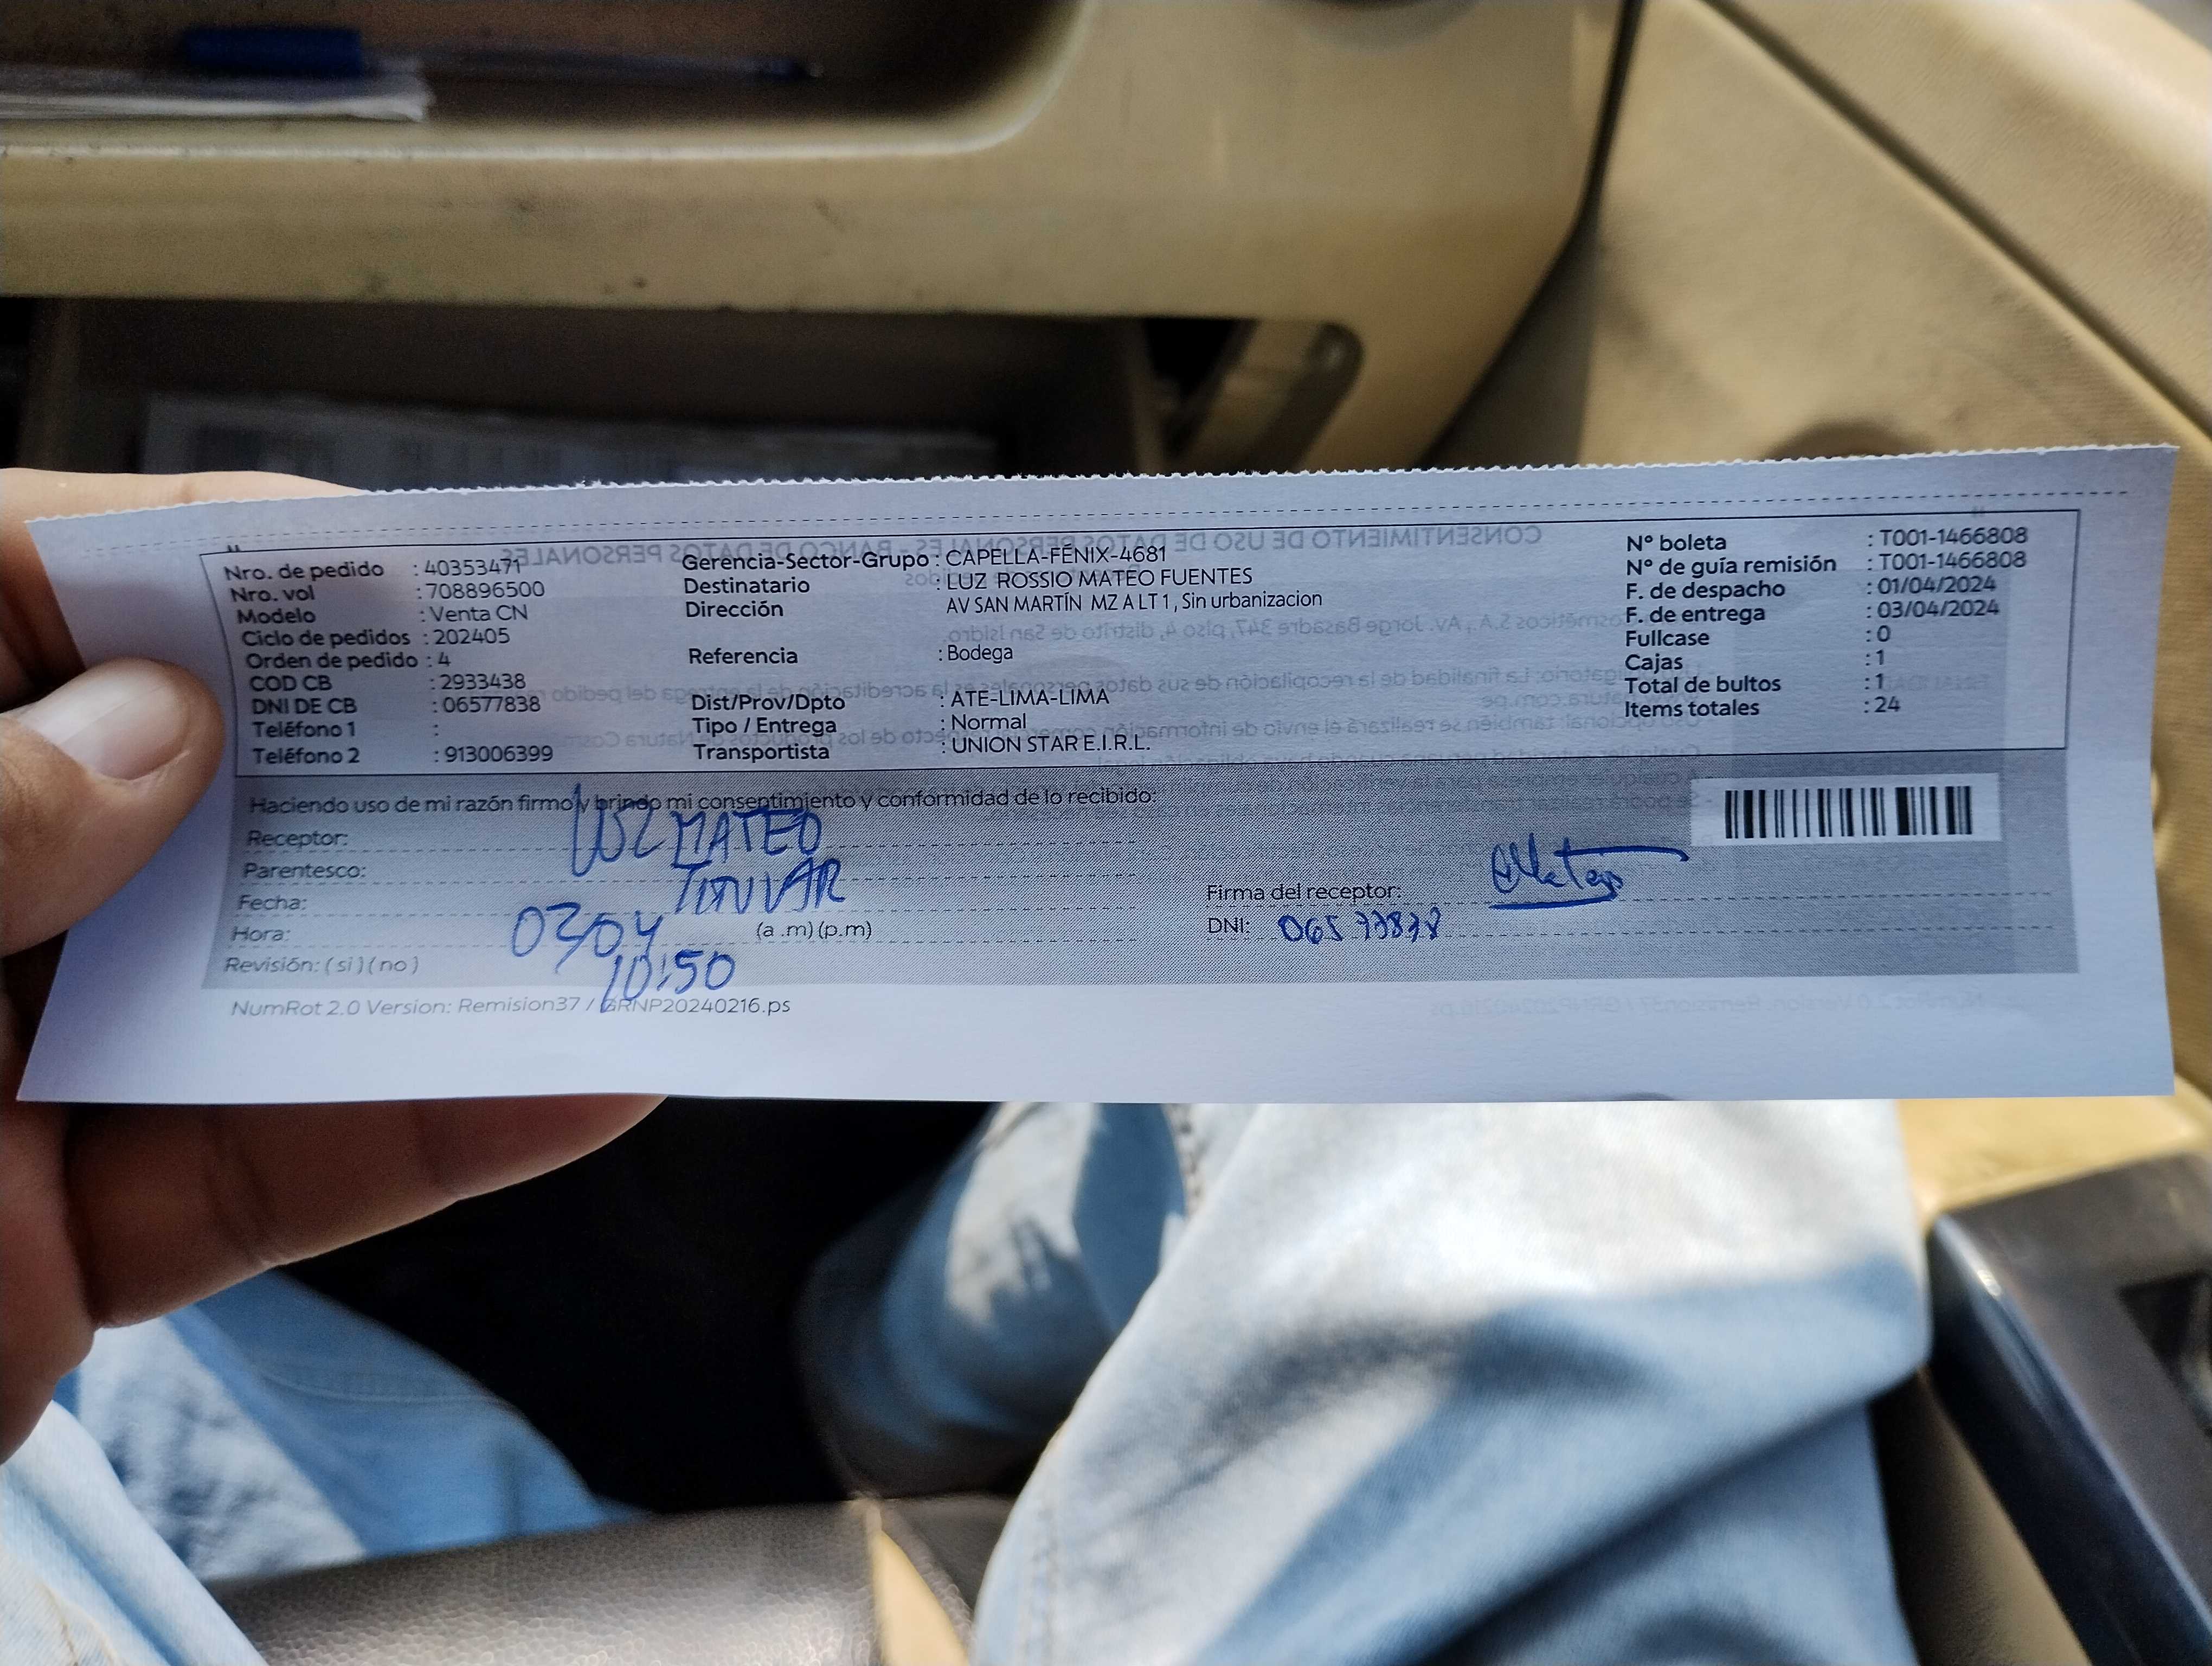 Nro. de pedido : 40353471
Nro. vol : 708896500
Modelo : Venta CN
Ciclo de pedidos : 202405
Orden de pedido : 4
COD CB : 2933438
DNI DE CB : 06577838
Teléfono 1 :
Teléfono 2 : 913006399
Gerencia-Sector-Grupo : CAPELLA-FÉNIX-4681
Destinatario : LUZ ROSSIO MATEO FUENTES
Dirección AV SAN MARTÍN MZ A LT 1, Sin urbanizacion
Referencia : Bodega
Dist/Prov/Dpto : ATE-LIMA-LIMA
Tipo / Entrega : Normal
Transportista : UNION STAR E.I.R.L.
N° boleta : T001-1466808
N° de guía remisión : T001-1466808
F. de despacho : 01/04/2024
F. de entrega : 03/04/2024
Fullcase : 0
Cajas : 1
Total de bultos : 1
Items totales : 24
Haciendo uso de mi razón firmo y brindo mi consentimiento y conformidad de lo recibido:
Receptor: LUZ MATEO
Parentesco: TITULAR
Fecha: 03/04
Hora: 10:50 (a .m) (p.m)
Revisión: ( si ) ( no )
Firma del receptor:
DNI: 06577838
NumRot 2.0 Version: Remision37 / GRNP20240216.ps